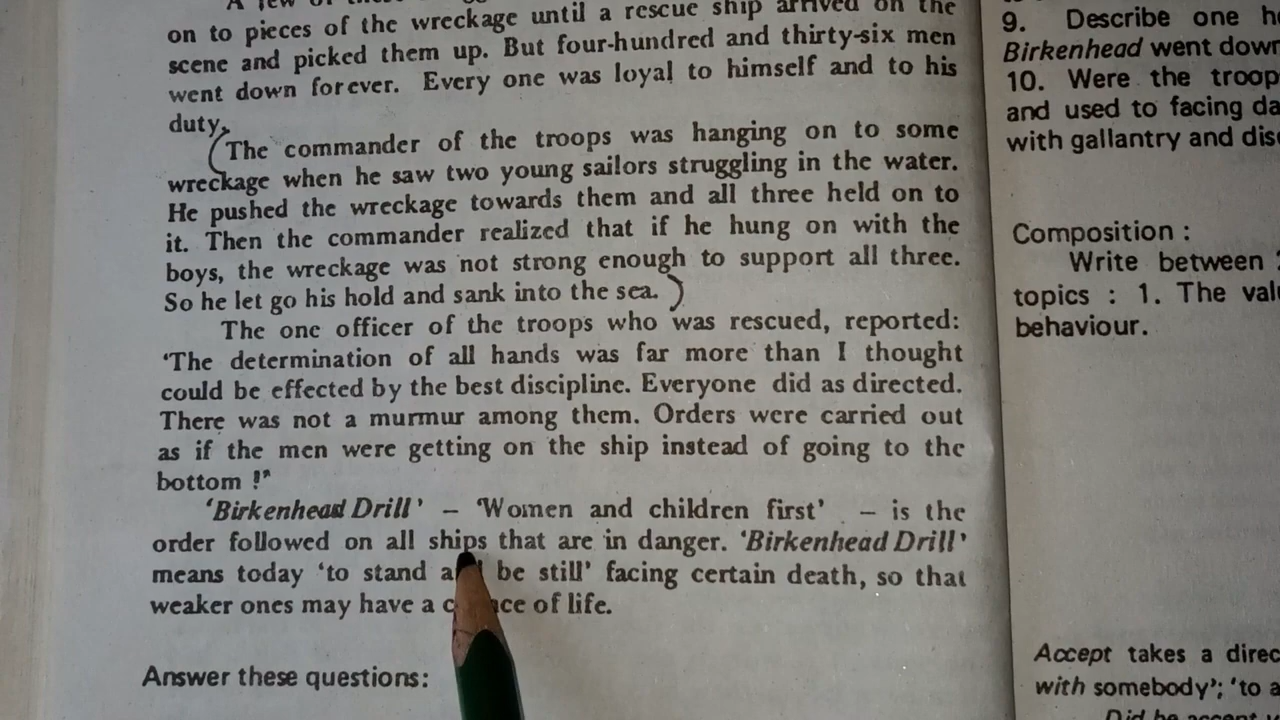 on to pieces of the wreckage until a rescue ship arrived on the
scene and picked them up. But four-hundred and thirty-six men
went down forever. Every one was loyal to himself and to his
duty.
(The commander of the troops was hanging on to some
wreckage when he saw two young sailors struggling in the water.
He pushed the wreckage towards them and all three held on to
it. Then the commander realized that if he hung on with the
boys, the wreckage was not strong enough to support all three.
So he let go his hold and sank into the sea. )
The one officer of the troops who was rescued, reported:
‘The determination of all hands was far more than I thought
could be effected by the best discipline. Everyone did as directed.
There was not a murmur among them. Orders were carried out
as if the men were getting on the ship instead of going to the
bottom !”
‘Birkenhead Drill’ – ‘Women and children first’ – is the
order followed on all ships that are in danger. ‘Birkenhead Drill’
means today ‘to stand be still’ facing certain death, so that
weaker ones may have a of life.
Answer these questions:
9. Describe one
Birkenhead went down
10. Were the
and used to facing
with gallantry and
Composition :
Write between
topics : 1. The
behaviour.
Accept takes a
with somebody’; ‘to
Did he accept